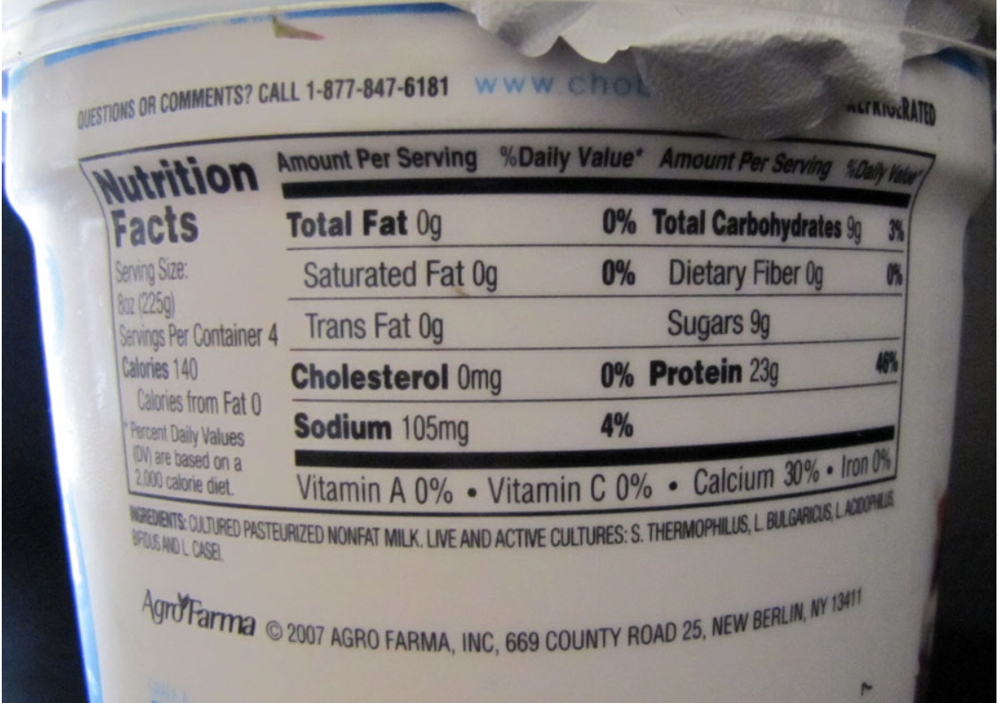 QUESTIONS OR COMMENTS? CALL 1-877-847-6181 www.chob
REFRIGERATED
Nutrition
Facts
Serving Size:
8oz (225g)
Servings Per Container 4
Calories 140
Calories from Fat 0
*Percent Daily Values
(DV) are based on a
2,000 calorie diet.
Amount Per Serving %Daily Value* Amount Per Serving %Daily Value*
Total Fat 0g 0% Total Carbohydrates 9g 3%
Saturated Fat 0g 0% Dietary Fiber 0g 0%
Trans Fat 0g Sugars 9g
Cholesterol 0mg 0% Protein 23g 46%
Sodium 105mg 4%
Vitamin A 0% • Vitamin C 0% • Calcium 30% • Iron 0%
INGREDIENTS: CULTURED PASTEURIZED NONFAT MILK. LIVE AND ACTIVE CULTURES: S. THERMOPHILUS, L. BULGARICUS, L. ACIDOPHILUS,
BIFIDUS AND L. CASEI.
Agro Farma © 2007 AGRO FARMA, INC, 669 COUNTY ROAD 25, NEW BERLIN, NY 13411